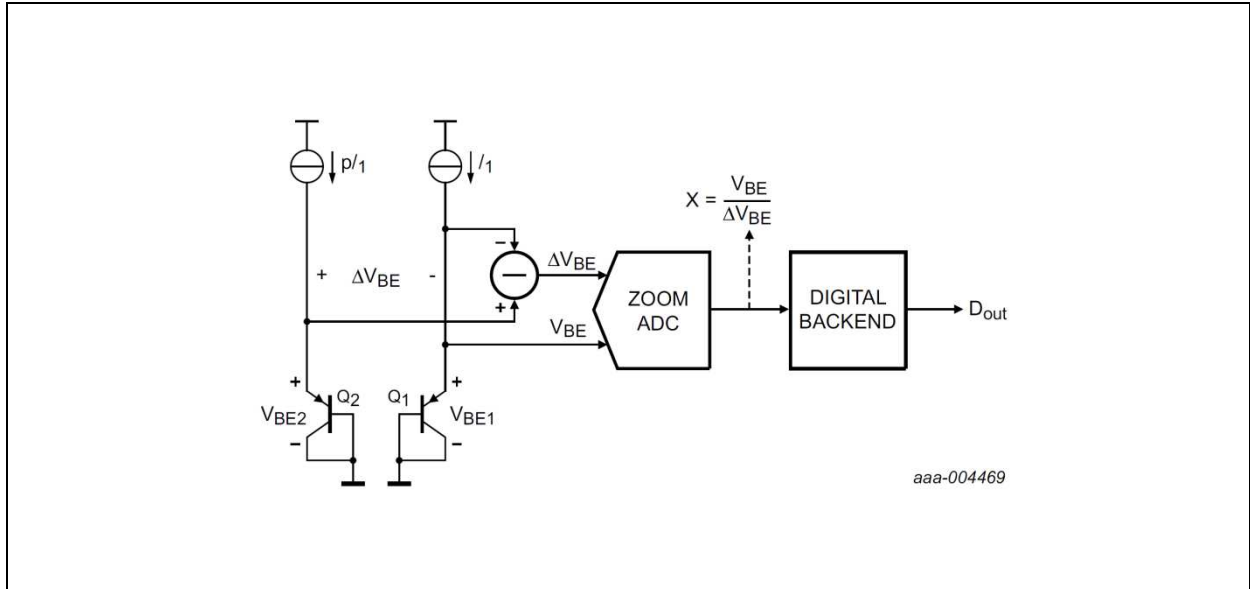 p/1
/1
X = VBE
ΔVBE
−
+ ΔVBE -
−
ΔVBE
+
ZOOM
ADC
DIGITAL
BACKEND
Dout
VBE
+
+
Q2
Q1
VBE2
VBE1
−
−
aaa-004469